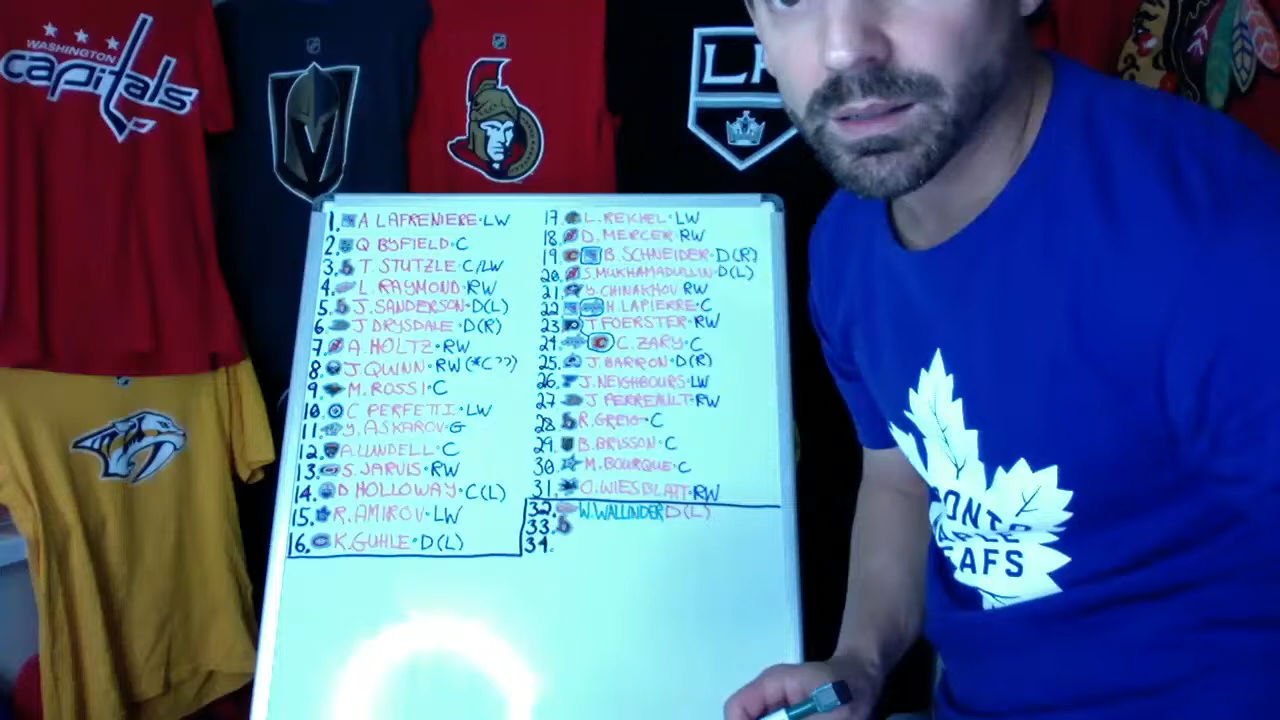 WASHINGTON
capitals
LA
1. A LAFRENIERE·LW
2. Q BYFIELD·C
3. T. STUTZLE·C/LW
4. L. RAYMOND·RW
5. J.SANDERSON·D(L)
6. J DRYSDALE·D(R)
7. A.HOLTZ·RW
8. J.QUINN·RW(*C??)
9. M.ROSSI·C
10. C PERFETTI·LW
11. Y.ASKAROV·G
12. A.LUNDELL·C
13. S.JARVIS·RW
14. D HOLLOWAY·C(L)
15. R.AMIROV·LW
16. K.GUHLE·D(L)
17. L.REICHEL·LW
18. D.MERCER·RW
19. B.SCHNEIDER·D(R)
20. S.MUKHAMADULLIN·D(L)
21. Y.CHINAKHOV RW
22. H.LAPIERRE·C
23. T FOERSTER·RW
24. C.ZARY·C
25. J.BARRON·D(R)
26. J.NEIGHBOURS·LW
27. J PERREAULT·RW
28. R.GREIG·C
29. B.BRISSON·C
30. M.BOURQUE·C
31. O.WIESBLATT·RW
32. W.WALLINDER D(L)
33.
34.
TORONTO
MAPLE
LEAFS